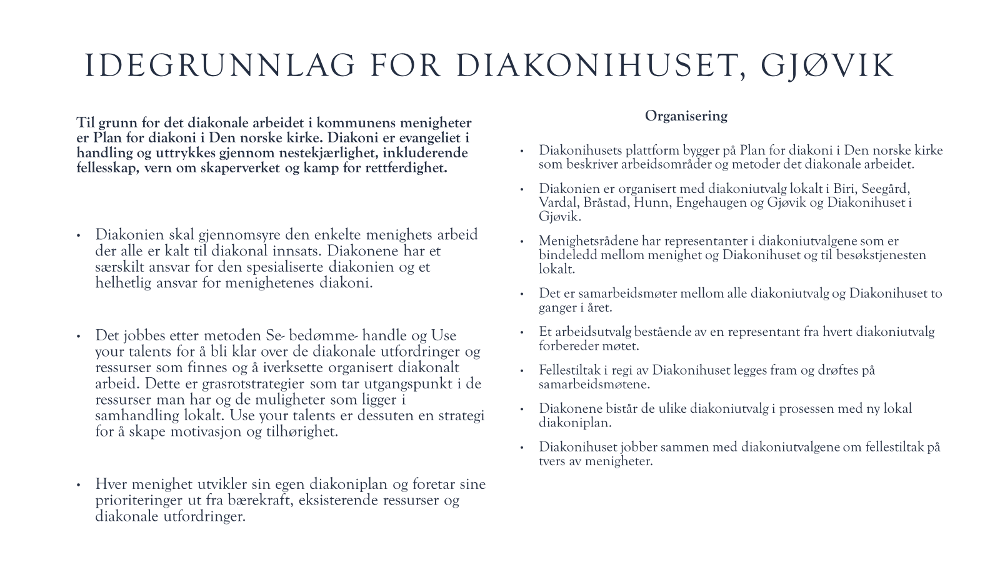 IDEGRUNNLAG FOR DIAKONIHUSET, GJØVIK
Til grunn for det diakonale arbeidet i kommunens menigheter
er Plan for diakoni i Den norske kirke. Diakoni er evangeliet i
handling og uttrykkes gjennom nestekjærlighet, inkluderende
fellesskap, vern om skaperverket og kamp for rettferdighet.
• Diakonien skal gjennomsyre den enkelte menighets arbeid
der alle er kalt til diakonal innsats. Diakonene har et
særskilt ansvar for den spesialiserte diakonien og et
helhetlig ansvar for menighetenes diakoni.
• Det jobbes etter metoden Se- bedømme- handle og Use
your talents for å bli klar over de diakonale utfordringer og
ressurser som finnes og å iverksette organisert diakonalt
arbeid. Dette er grasrotstrategier som tar utgangspunkt i de
ressurser man har og de muligheter som ligger i
samhandling lokalt. Use your talents er dessuten en strategi
for å skape motivasjon og tilhørighet.
• Hver menighet utvikler sin egen diakoniplan og foretar sine
prioriteringer ut fra bærekraft, eksisterende ressurser og
diakonale utfordringer.
Organisering
• Diakonihusets plattform bygger på Plan for diakoni i Den norske kirke
som beskriver arbeidsområder og metoder det diakonale arbeidet.
• Diakonien er organisert med diakoniutvalg lokalt i Biri, Seegård,
Vardal, Bråstad, Hunn, Engehaugen og Gjøvik og Diakonihuset i
Gjøvik.
• Menighetsrådene har representanter i diakoniutvalgene som er
bindeledd mellom menighet og Diakonihuset og til besøkstjenesten
lokalt.
• Det er samarbeidsmøter mellom alle diakoniutvalg og Diakonihuset to
ganger i året.
• Et arbeidsutvalg bestående av en representant fra hvert diakoniutvalg
forbereder møtet.
• Fellestiltak i regi av Diakonihuset legges fram og drøftes på
samarbeidsmøtene.
• Diakonene bistår de ulike diakoniutvalg i prosessen med ny lokal
diakoniplan.
• Diakonihuset jobber sammen med diakoniutvalgene om fellestiltak på
tvers av menigheter.